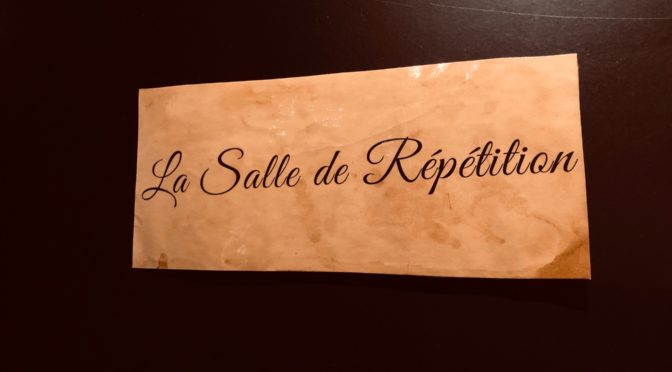 La Salle de Répétition